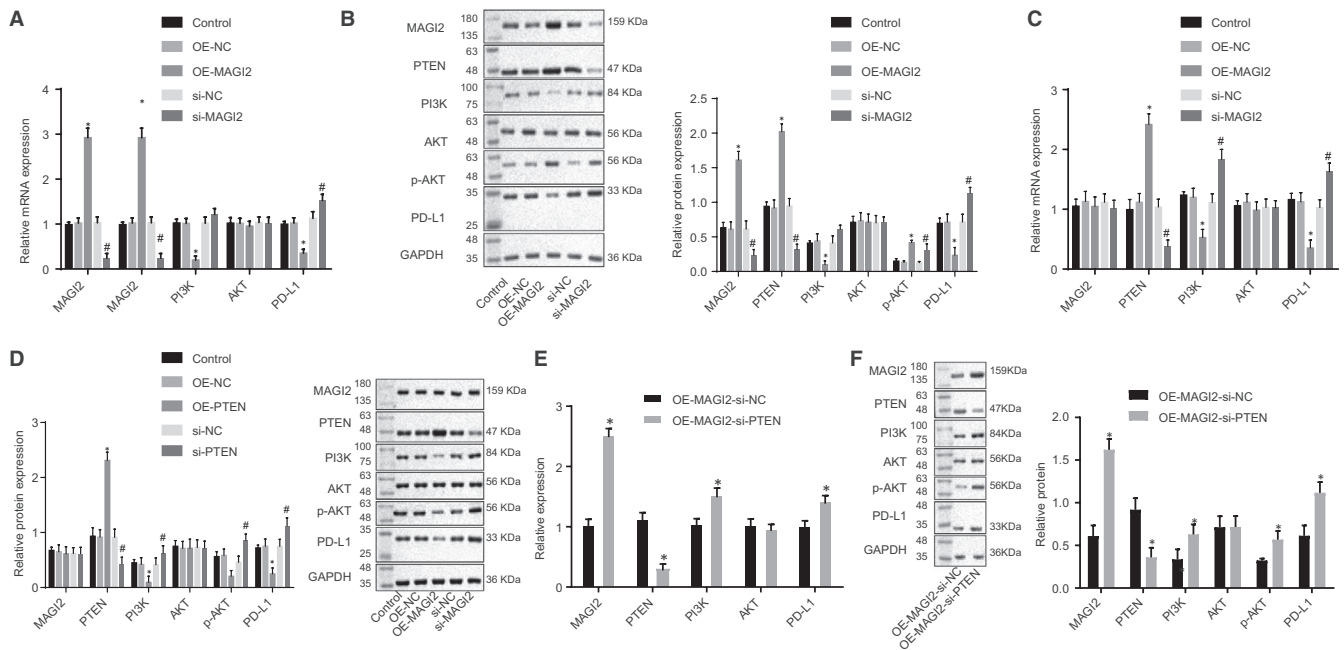 A
Control
OE-NC
OE-MAGI2
si-NC
si-MAGI2
Relative mRNA expression
4
3
2
1
0
* # * # * * #
MAGI2 MAGI2 PI3K AKT PD-L1
B
MAGI2 180 135 159 KDa
PTEN 63 48 47 KDa
PI3K 100 75 84 KDa
AKT 63 48 56 KDa
p-AKT 63 48 56 KDa
PD-L1 35 25 33 KDa
GAPDH 48 35 36 KDa
Control OE-NC OE-MAGI2 si-NC si-MAGI2
Control
OE-NC
OE-MAGI2
si-NC
si-MAGI2
Relative protein expression
2.5
2.0
1.5
1.0
0.5
0.0
* # * # * * # * #
MAGI2 PTEN PI3K AKT p-AKT PD-L1
C
Control
OE-NC
OE-MAGI2
si-NC
si-MAGI2
Relative mRNA expression
3
2
1
0
* # * # * #
MAGI2 PTEN PI3K AKT PD-L1
D
Control
OE-NC
OE-PTEN
si-NC
si-PTEN
Relative protein expression
3
2
1
0
* # * # # * #
MAGI2 PTEN PI3K AKT p-AKT PD-L1
MAGI2 180 135 159 KDa
PTEN 63 48 47 KDa
PI3K 100 75 84 KDa
AKT 63 48 56 KDa
p-AKT 63 48 56 KDa
PD-L1 35 25 33 KDa
GAPDH 48 35 36 KDa
Control OE-NC OE-MAGI2 si-NC si-MAGI2
E
OE-MAGI2-si-NC
OE-MAGI2-si-PTEN
Relative expression
3
2
1
0
* * * *
MAGI2 PTEN PI3K AKT PD-L1
F
MAGI2 180 135 159KDa
PTEN 63 48 47KDa
PI3K 100 75 84KDa
AKT 63 48 56KDa
p-AKT 63 48 56KDa
PD-L1 35 25 33KDa
GAPDH 48 35 36KDa
OE-MAGI2-si-NC
OE-MAGI2-si-PTEN
OE-MAGI2-si-NC
OE-MAGI2-si-PTEN
Relative protein
2.0
1.5
1.0
0.5
0.0
* * * * * *
MAGI2 PTEN PI3K AKT p-AKT PD-L1